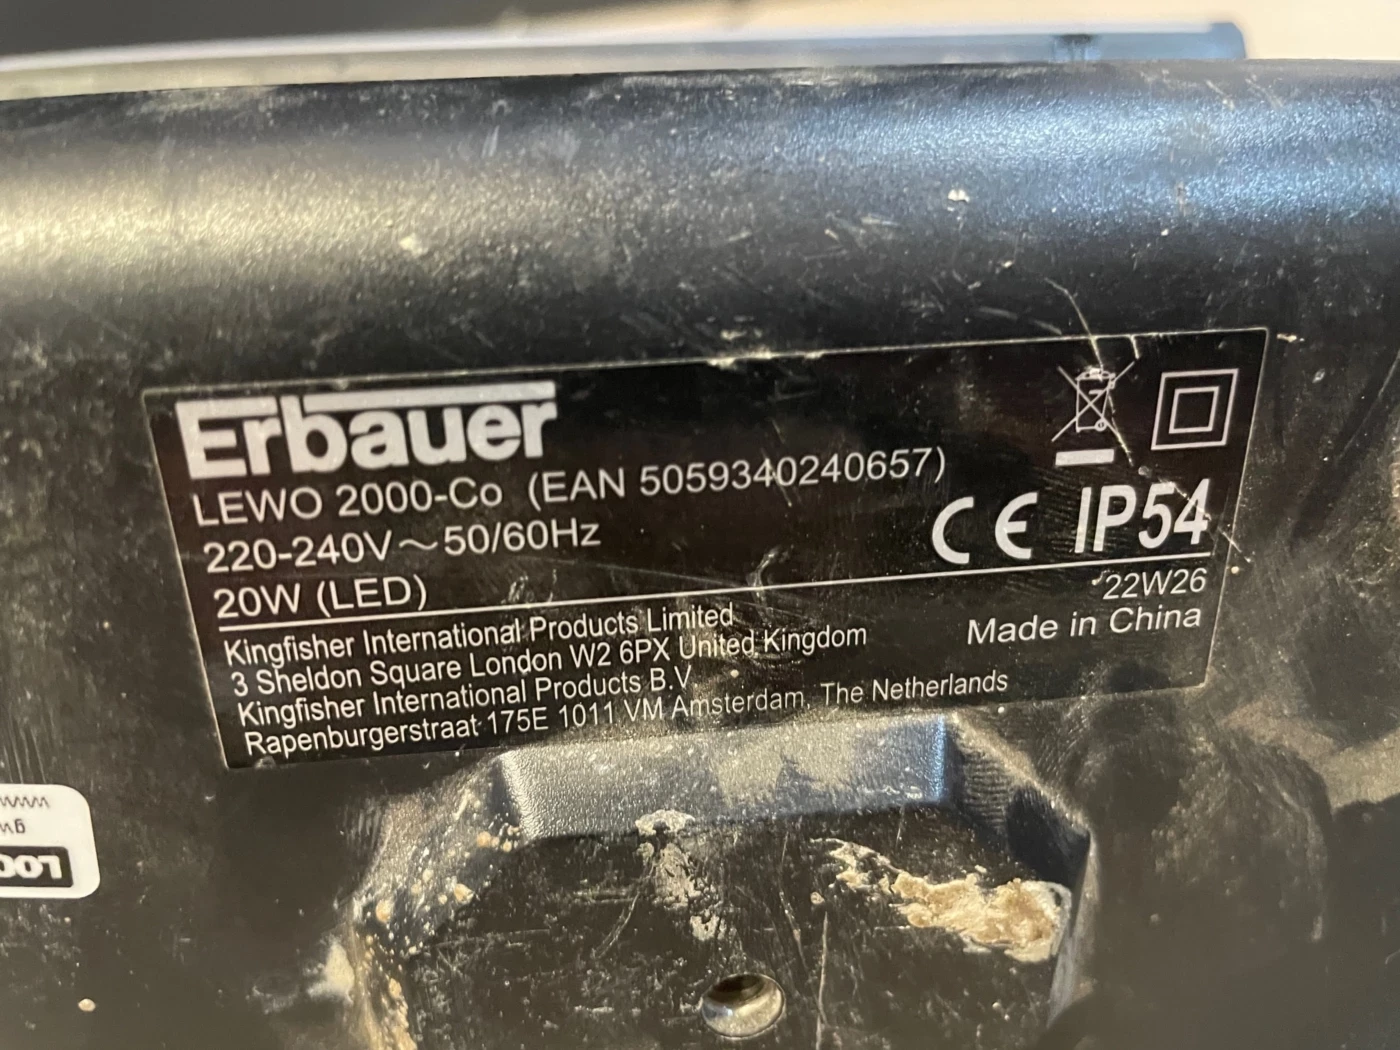 Erbauer
LEWO 2000-Co (EAN 5059340240657)
220-240V~50/60Hz
20W (LED)
CE IP54
22W26
Made in China
Kingfisher International Products Limited
3 Sheldon Square London W2 6PX United Kingdom
Kingfisher International Products B.V
Rapenburgerstraat 175E 1011 VM Amsterdam, The Netherlands